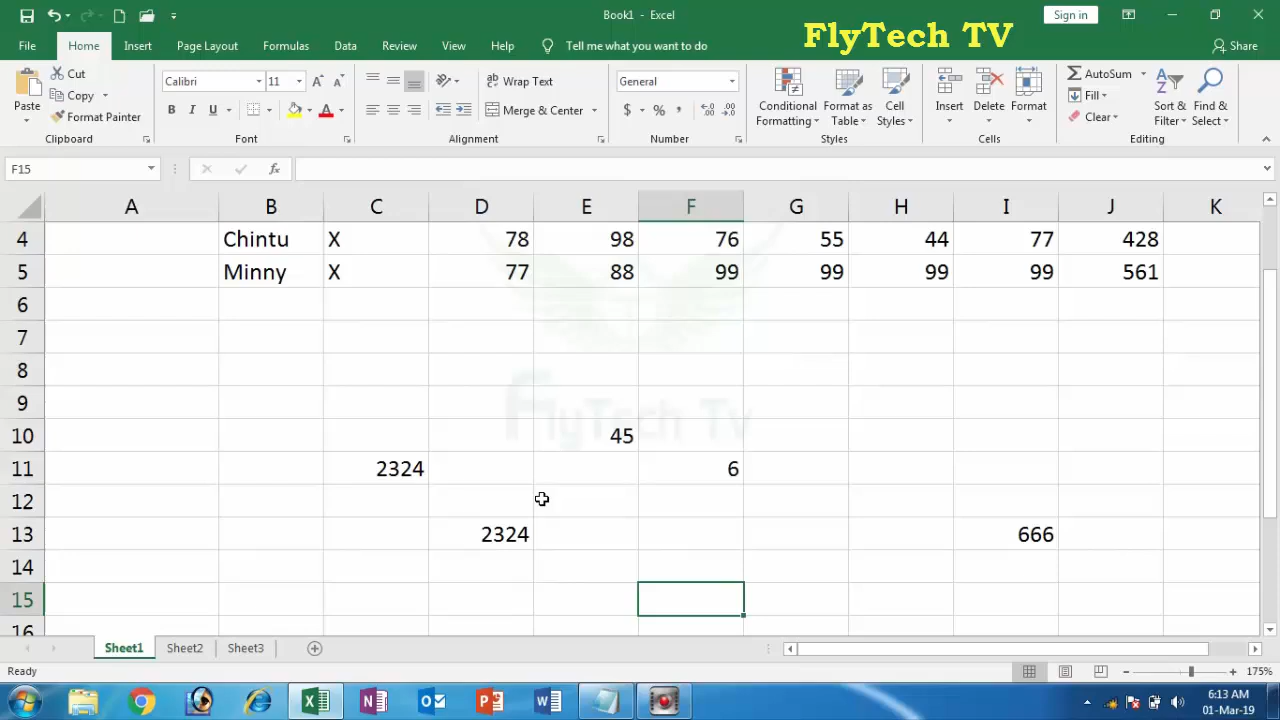 Book1 - Excel
Sign in
FlyTech TV
File Home Insert Page Layout Formulas Data Review View Help Tell me what you want to do Share
Paste
Cut
Copy
Format Painter
Clipboard
Calibri 11
B I U
Font
Wrap Text
Merge & Center
Alignment
General
$ % ,
Number
Conditional Formatting
Format as Table
Cell Styles
Styles
Insert
Delete
Format
Cells
AutoSum
Fill
Clear
Sort & Filter
Find & Select
Editing
F15 fx
A B C D E F G H I J K
4 Chintu X 78 98 76 55 44 77 428
5 Minny X 77 88 99 99 99 99 561
6
7
8
9
FlyTech Tv
10 45
11 2324 6
12
13 2324 666
14
15
16
Sheet1 Sheet2 Sheet3
Ready 175%
6:13 AM
01-Mar-19